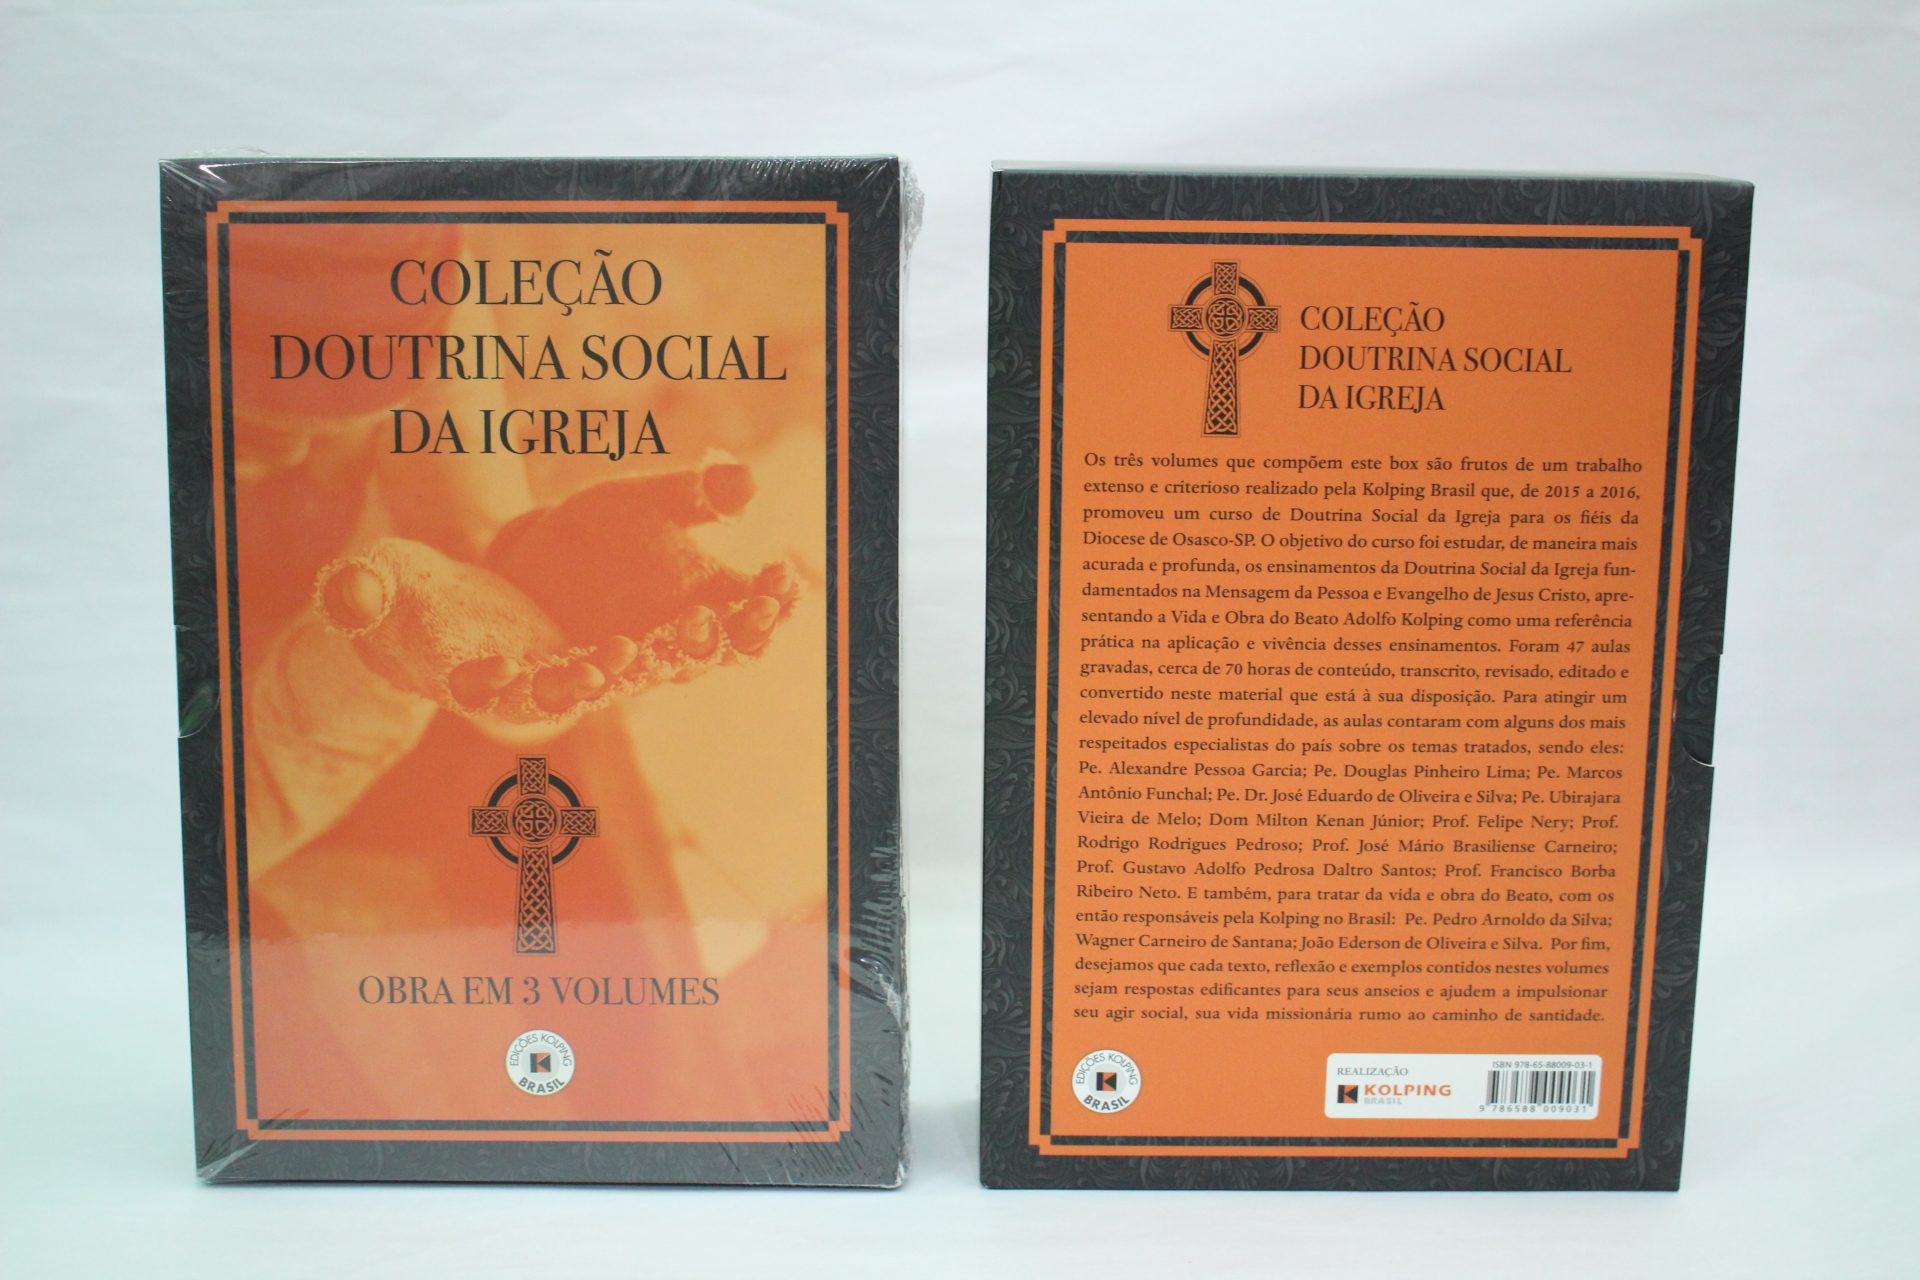 COLEÇÃO
DOUTRINA SOCIAL
DA IGREJA
OBRA EM 3 VOLUMES
EDIÇÕES KOLPING
BRASIL
COLEÇÃO
DOUTRINA SOCIAL
DA IGREJA
Os três volumes que compõem este box são frutos de um trabalho
extenso e criterioso realizado pela Kolping Brasil que, de 2015 a 2016,
promoveu um curso de Doutrina Social da Igreja para os fiéis da
Diocese de Osasco-SP. O objetivo do curso foi estudar, de maneira mais
acurada e profunda, os ensinamentos da Doutrina Social da Igreja fun-
damentados na Mensagem da Pessoa e Evangelho de Jesus Cristo, apre-
sentando a Vida e Obra do Beato Adolfo Kolping como uma referência
prática na aplicação e vivência desses ensinamentos. Foram 47 aulas
gravadas, cerca de 70 horas de conteúdo, transcrito, revisado, editado e
convertido neste material que está à sua disposição. Para atingir um
elevado nível de profundidade, as aulas contaram com alguns dos mais
respeitados especialistas do país sobre os temas tratados, sendo eles:
Pe. Alexandre Pessoa Garcia; Pe. Douglas Pinheiro Lima; Pe. Marcos
Antônio Funchal; Pe. Dr. José Eduardo de Oliveira e Silva; Pe. Ubirajara
Vieira de Melo; Dom Milton Kenan Júnior; Prof. Felipe Nery; Prof.
Rodrigo Rodrigues Pedroso; Prof. José Mário Brasiliense Carneiro;
Prof. Gustavo Adolfo Pedrosa Daltro Santos; Prof. Francisco Borba
Ribeiro Neto. E também, para tratar da vida e obra do Beato, com os
então responsáveis pela Kolping no Brasil: Pe. Pedro Arnoldo da Silva;
Wagner Carneiro de Santana; João Ederson de Oliveira e Silva. Por fim,
desejamos que cada texto, reflexão e exemplos contidos nestes volumes
sejam respostas edificantes para seus anseios e ajudem a impulsionar
seu agir social, sua vida missionária rumo ao caminho de santidade.
EDIÇÕES KOLPING
BRASIL
REALIZAÇÃO
KOLPING
BRASIL
ISBN 978-65-88009-03-1
9 786588 009031